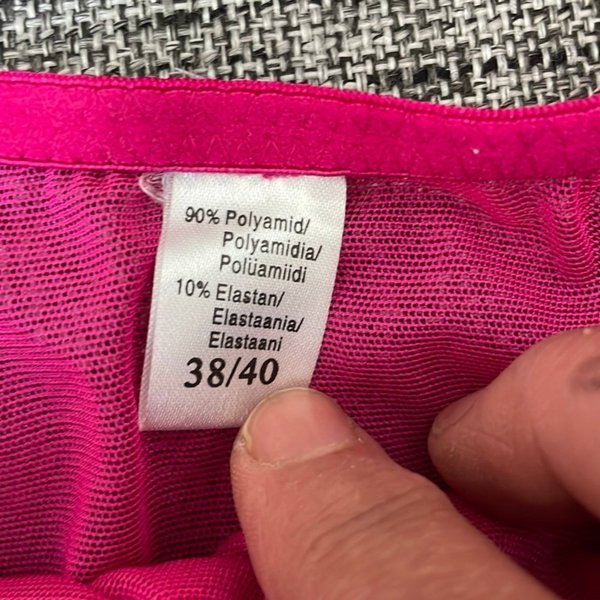 90% Polyamid/
Polyamidia/
Polüamiidi
10% Elastan/
Elastaania/
Elastaani
38/40